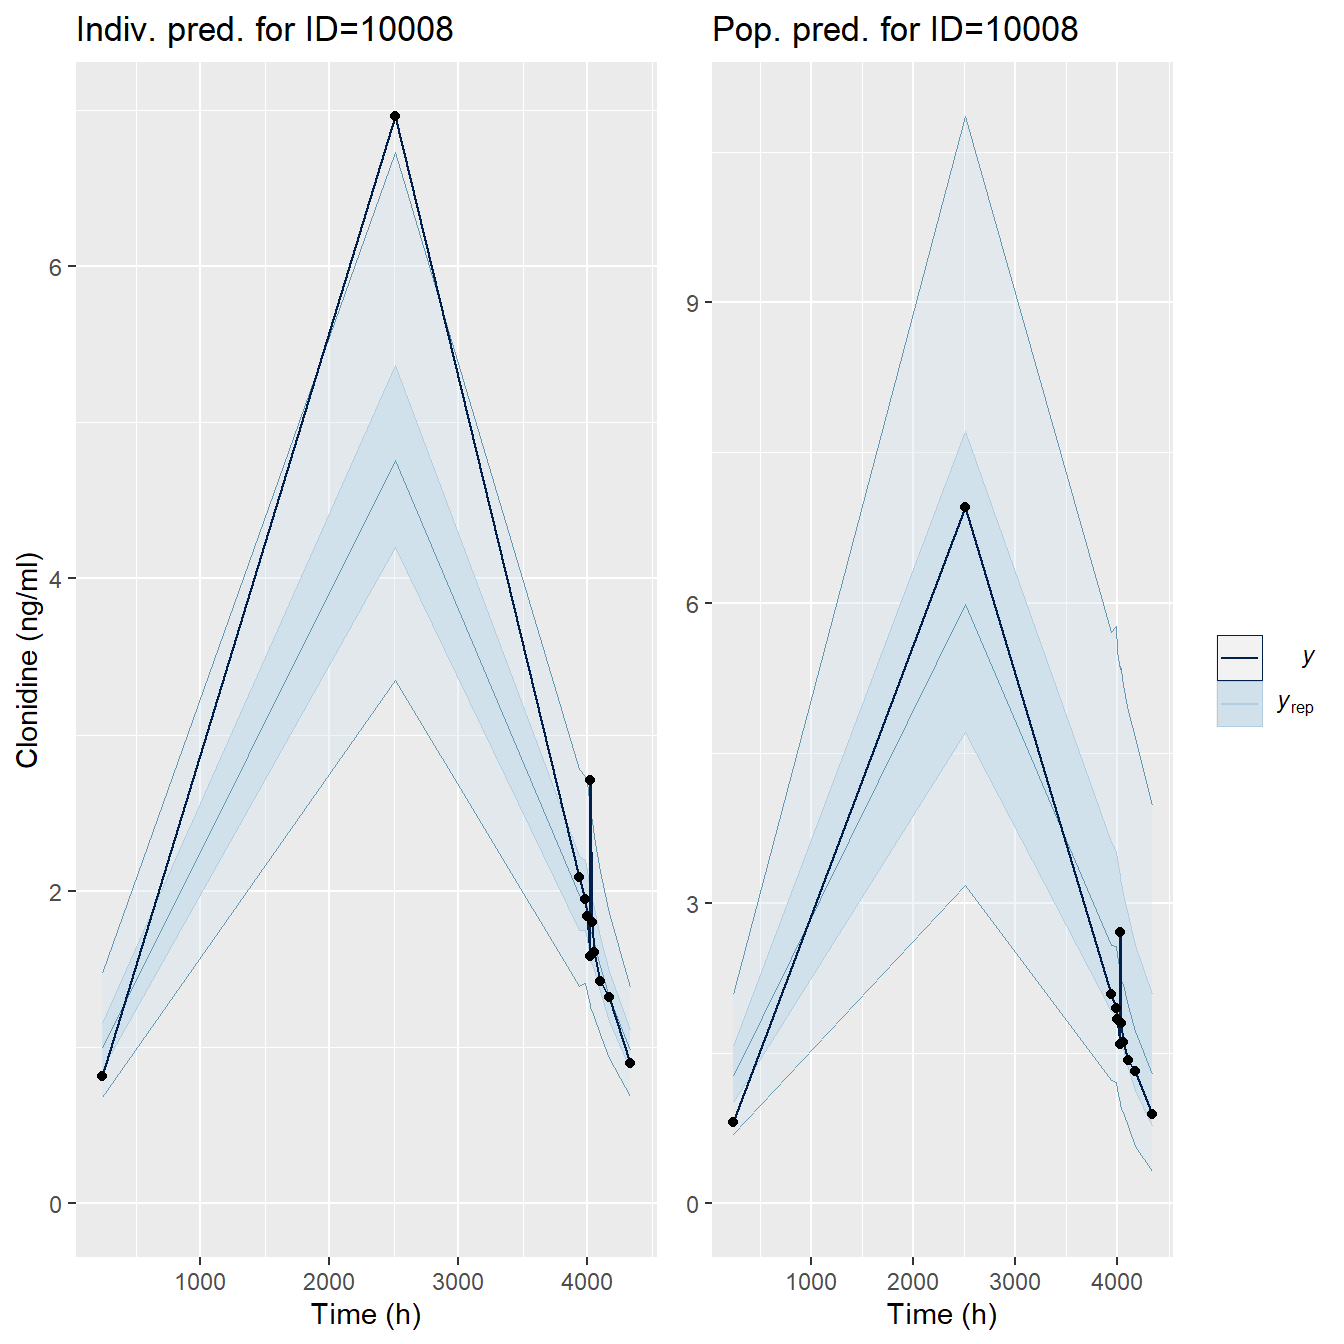 Indiv. pred. for ID=10008
Pop. pred. for ID=10008
Clonidine (ng/ml)
6
4
2
0
9
6
3
0
y
yrep
1000 2000 3000 4000
1000 2000 3000 4000
Time (h)
Time (h)